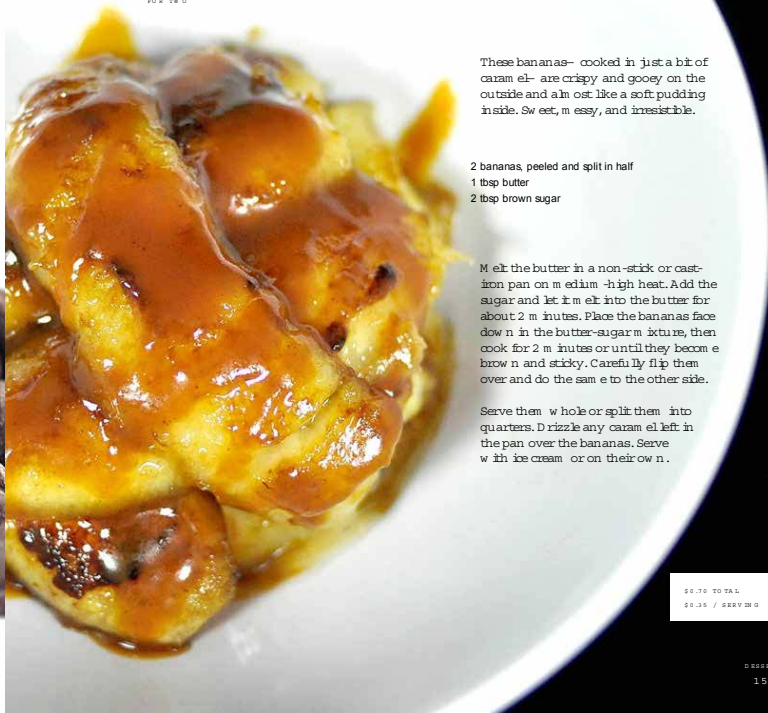 FOR TWO
These bananas— cooked in just a bit of
caramel— are crispy and gooey on the
outside and almost like a soft pudding
inside. Sweet, messy, and irresistible.
2 bananas, peeled and split in half
1 tbsp butter
2 tbsp brown sugar
Melt the butter in a non-stick or cast-
iron pan on medium-high heat. Add the
sugar and let it melt into the butter for
about 2 minutes. Place the bananas face
down in the butter-sugar mixture, then
cook for 2 minutes or until they become
brown and sticky. Carefully flip them
over and do the same to the other side.
Serve them whole or split them into
quarters. Drizzle any caramel left in
the pan over the bananas. Serve
with ice cream or on their own.
$0.70 TOTAL
$0.35 / SERVING
15